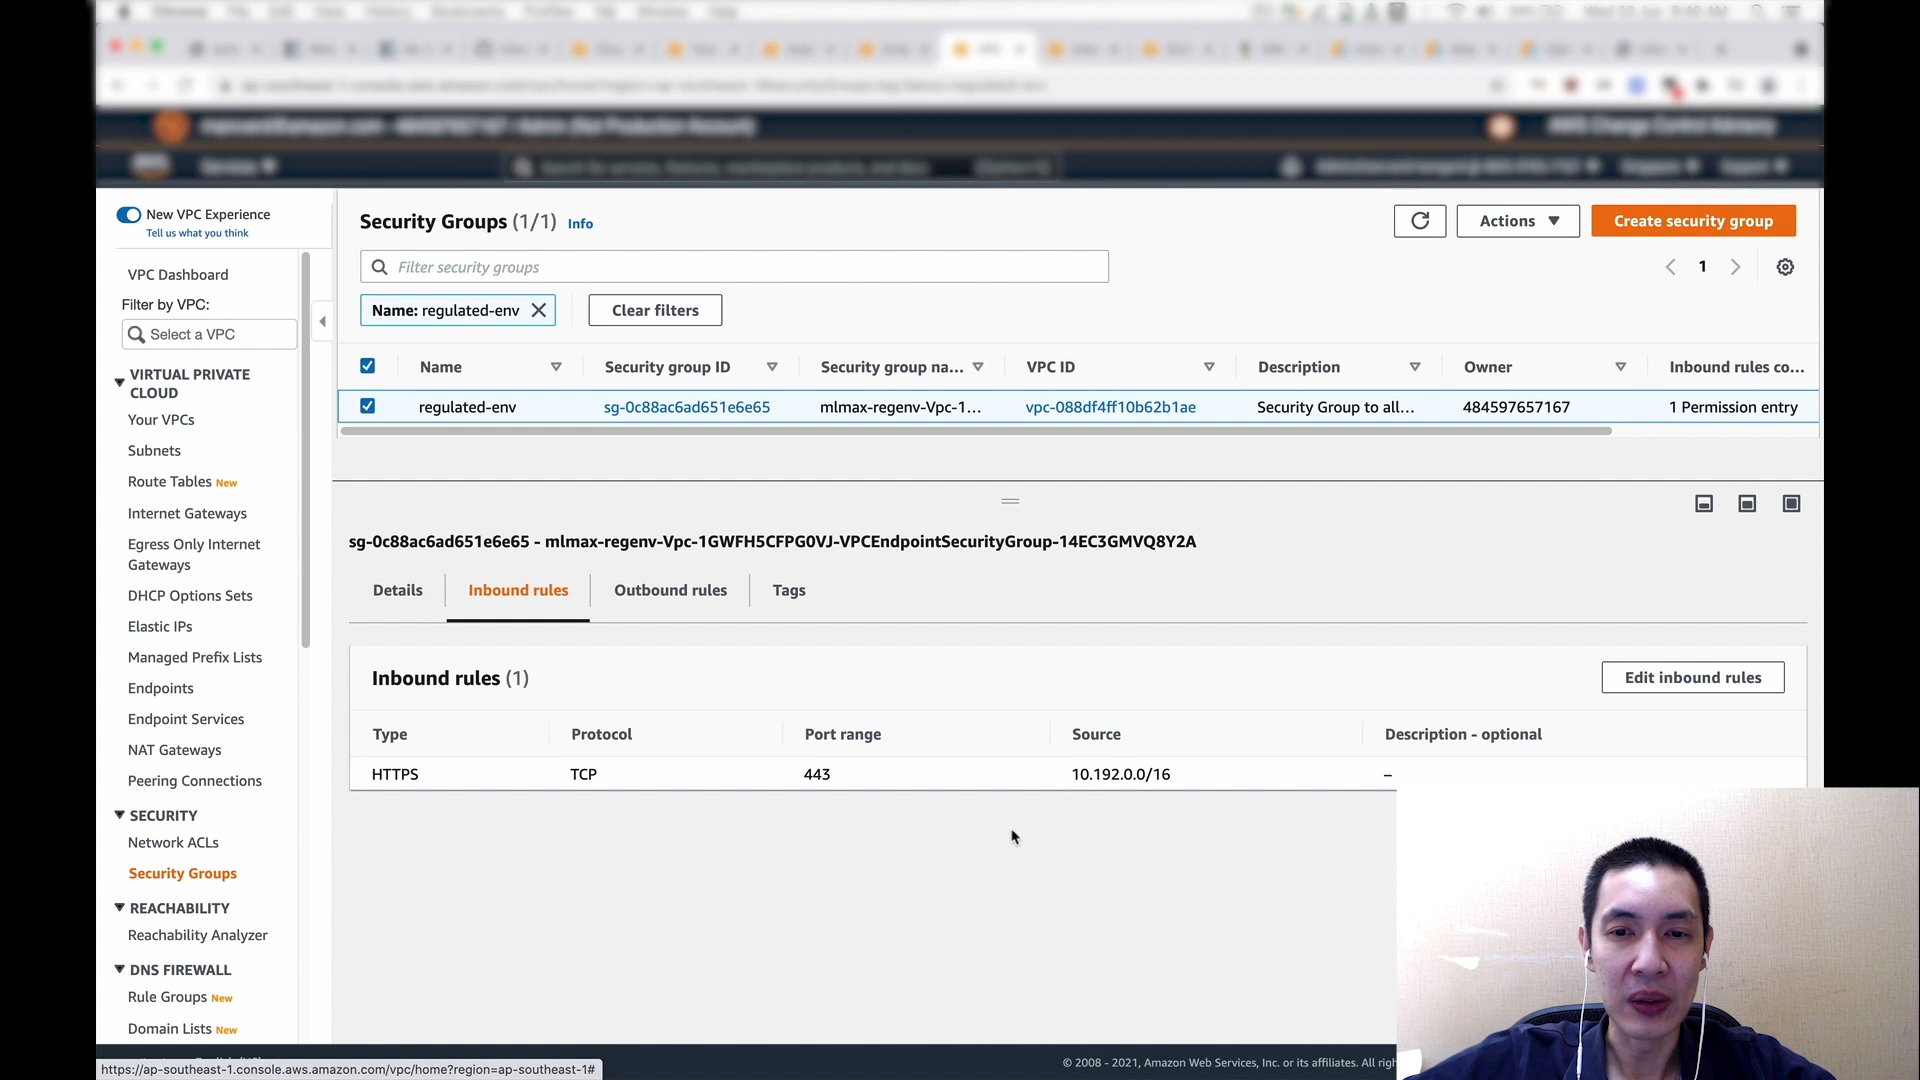 New VPC Experience
Tell us what you think
VPC Dashboard
Filter by VPC:
Select a VPC
VIRTUAL PRIVATE
CLOUD
Your VPCs
Subnets
Route Tables New
Internet Gateways
Egress Only Internet
Gateways
DHCP Options Sets
Elastic IPs
Managed Prefix Lists
Endpoints
Endpoint Services
NAT Gateways
Peering Connections
SECURITY
Network ACLs
Security Groups
REACHABILITY
Reachability Analyzer
DNS FIREWALL
Rule Groups New
Domain Lists New
Security Groups (1/1) Info
Actions
Create security group
Filter security groups
1
Name: regulated-env
Clear filters
Name Security group ID Security group na... VPC ID Description Owner Inbound rules co...
regulated-env sg-0c88ac6ad651e6e65 mlmax-regenv-Vpc-1... vpc-088df4ff10b62b1ae Security Group to all... 484597657167 1 Permission entry
sg-0c88ac6ad651e6e65 - mlmax-regenv-Vpc-1GWFH5CFPG0VJ-VPCEndpointSecurityGroup-14EC3GMVQ8Y2A
Details Inbound rules Outbound rules Tags
Inbound rules (1)
Edit inbound rules
Type Protocol Port range Source Description - optional
HTTPS TCP 443 10.192.0.0/16 –
© 2008 - 2021, Amazon Web Services, Inc. or its affiliates. All
https://ap-southeast-1.console.aws.amazon.com/vpc/home?region=ap-southeast-1#